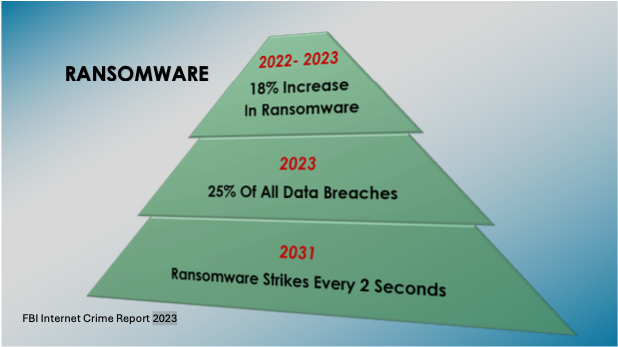 RANSOMWARE
2022- 2023
18% Increase
In Ransomware
2023
25% Of All Data Breaches
2031
Ransomware Strikes Every 2 Seconds
FBI Internet Crime Report 2023